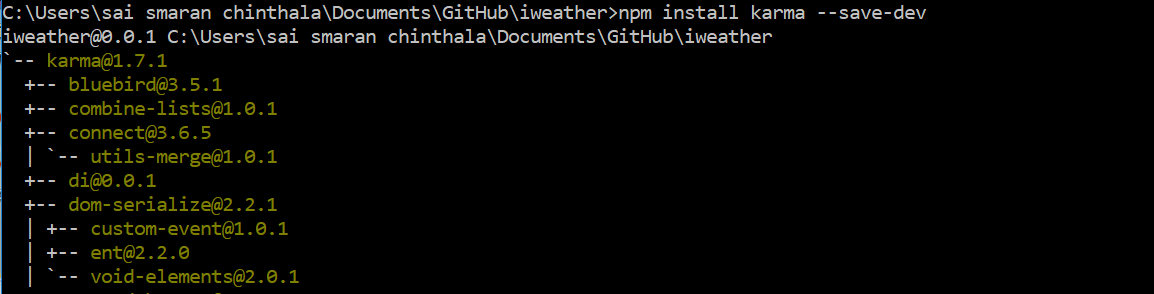 C:\Users\sai smaran chinthala\Documents\GitHub\iweather>npm install karma --save-dev
iweather@0.0.1 C:\Users\sai smaran chinthala\Documents\GitHub\iweather
`-- karma@1.7.1
  +-- bluebird@3.5.1
  +-- combine-lists@1.0.1
  +-- connect@3.6.5
  | `-- utils-merge@1.0.1
  +-- di@0.0.1
  +-- dom-serialize@2.2.1
  | +-- custom-event@1.0.1
  | +-- ent@2.2.0
  | `-- void-elements@2.0.1